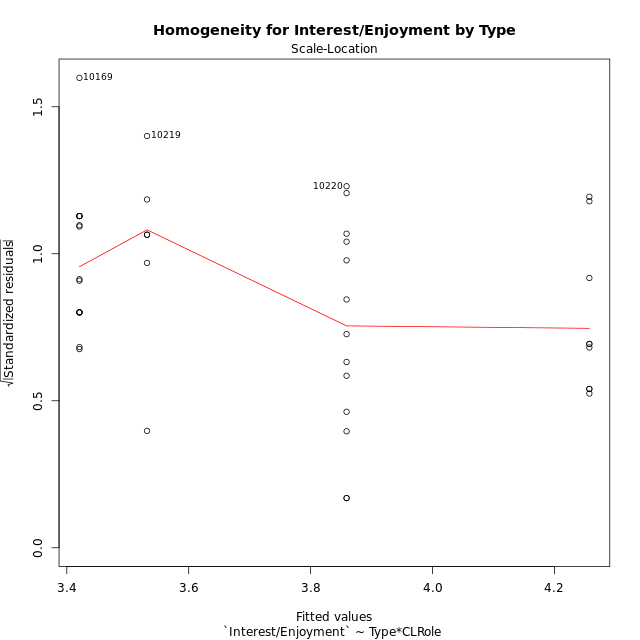 Homogeneity for Interest/Enjoyment by Type
Scale-Location
10169
10219
10220
√|Standardized residuals|
0.0
0.5
1.0
1.5
3.4
3.6
3.8
4.0
4.2
Fitted values
`Interest/Enjoyment` ~ Type*CLRole